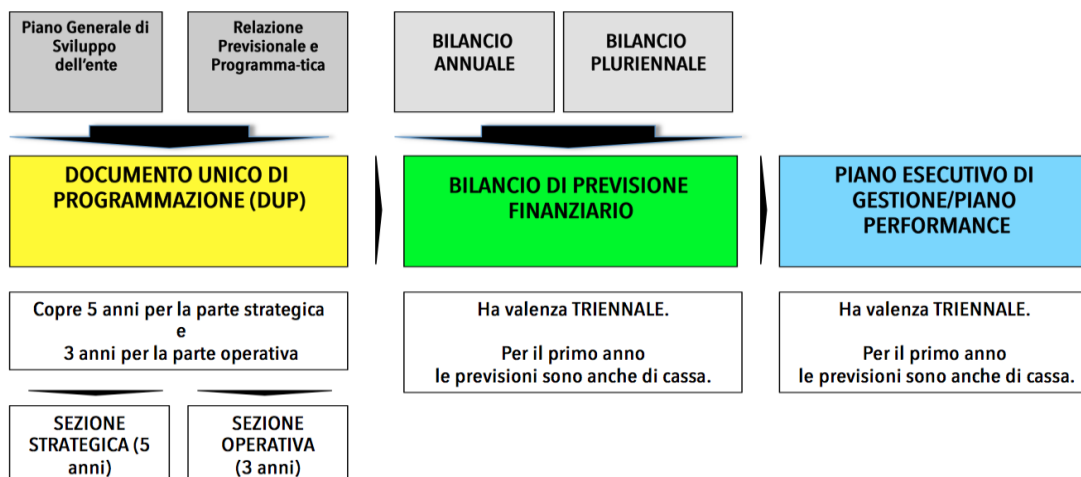 Piano Generale di
Sviluppo
dell'ente
Relazione
Previsionale e
Programma-tica
BILANCIO
ANNUALE
BILANCIO
PLURIENNALE
DOCUMENTO UNICO DI
PROGRAMMAZIONE (DUP)
BILANCIO DI PREVISIONE
FINANZIARIO
PIANO ESECUTIVO DI
GESTIONE/PIANO
PERFORMANCE
Copre 5 anni per la parte strategica
e
3 anni per la parte operativa
Ha valenza TRIENNALE.
Per il primo anno
le previsioni sono anche di cassa.
Ha valenza TRIENNALE.
Per il primo anno
le previsioni sono anche di cassa.
SEZIONE
STRATEGICA (5
anni)
SEZIONE
OPERATIVA
(3 anni)